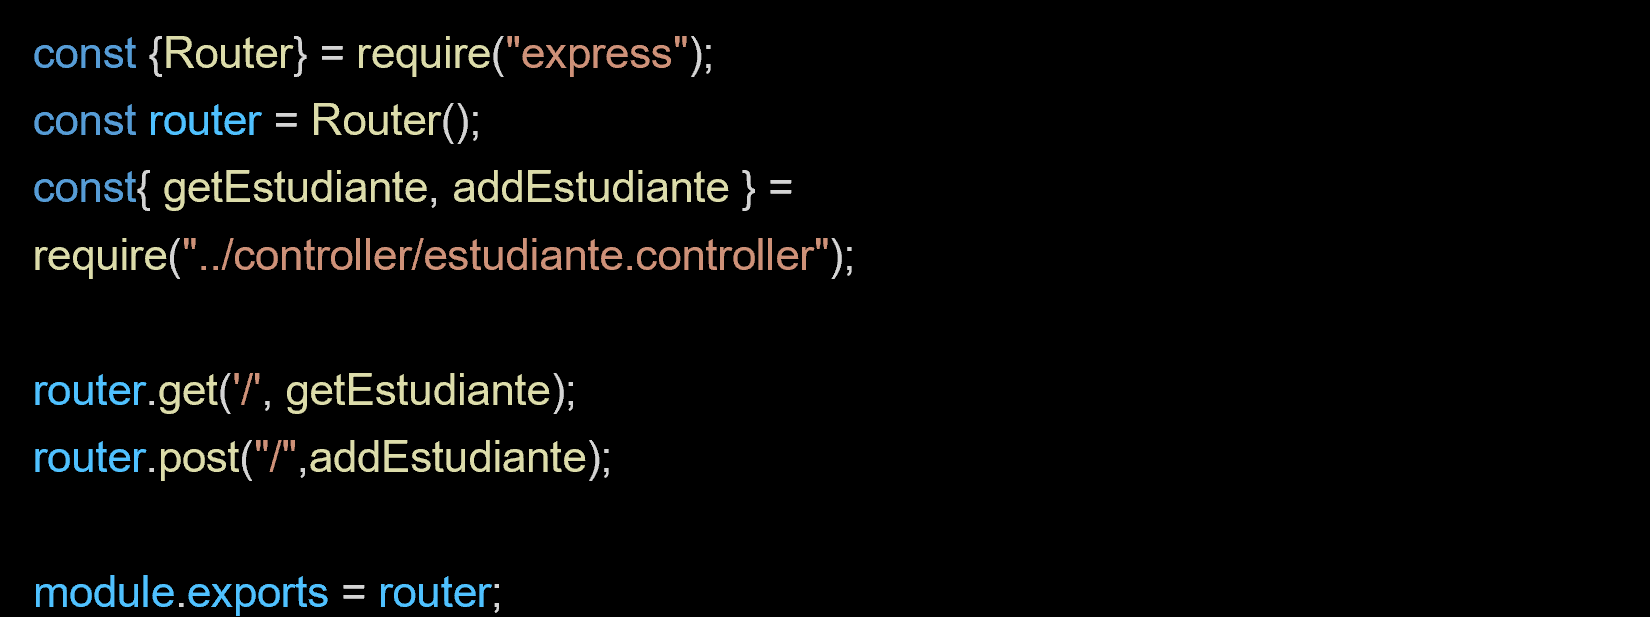 const {Router} = require("express");
const router = Router();
const{ getEstudiante, addEstudiante } =
require("../controller/estudiante.controller");
router.get('/', getEstudiante);
router.post("/",addEstudiante);
module.exports = router;